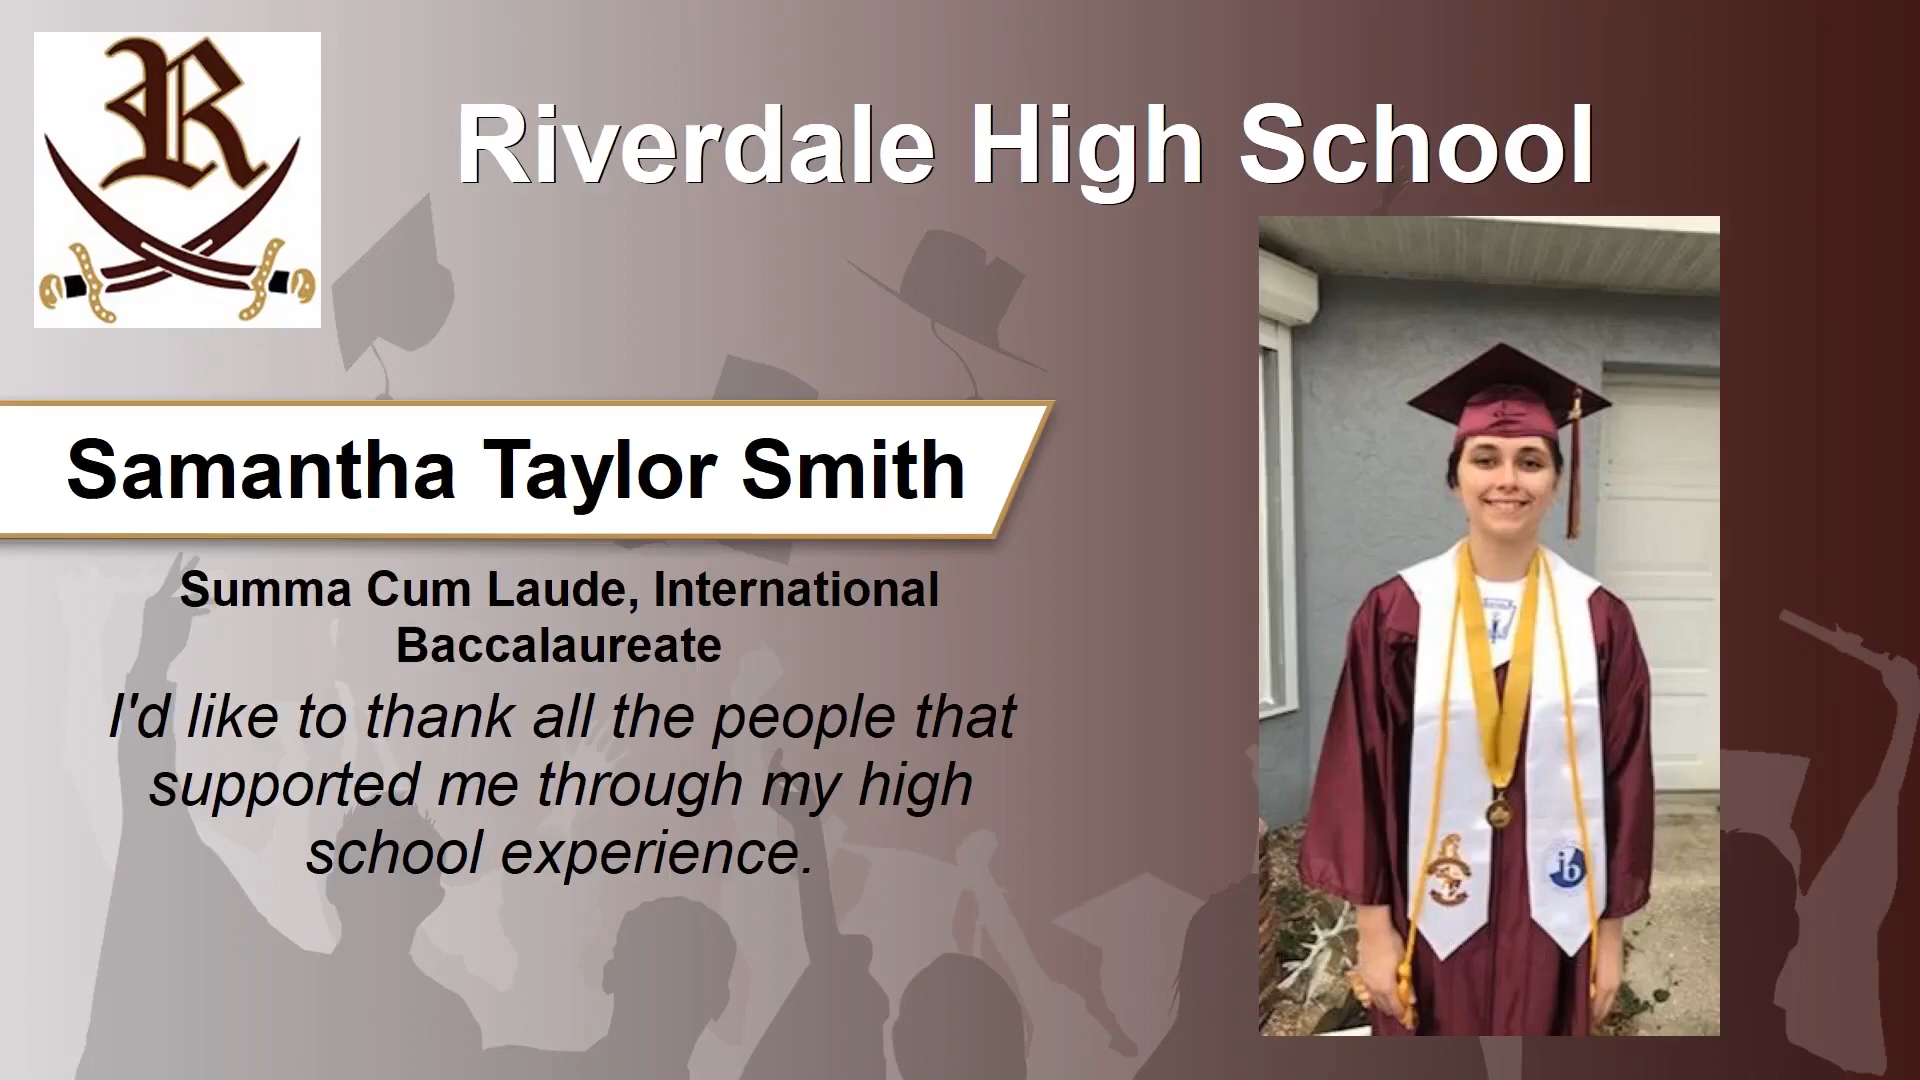 R
Riverdale High School
Samantha Taylor Smith
Summa Cum Laude, International
Baccalaureate
I'd like to thank all the people that
supported me through my high
school experience.
ib